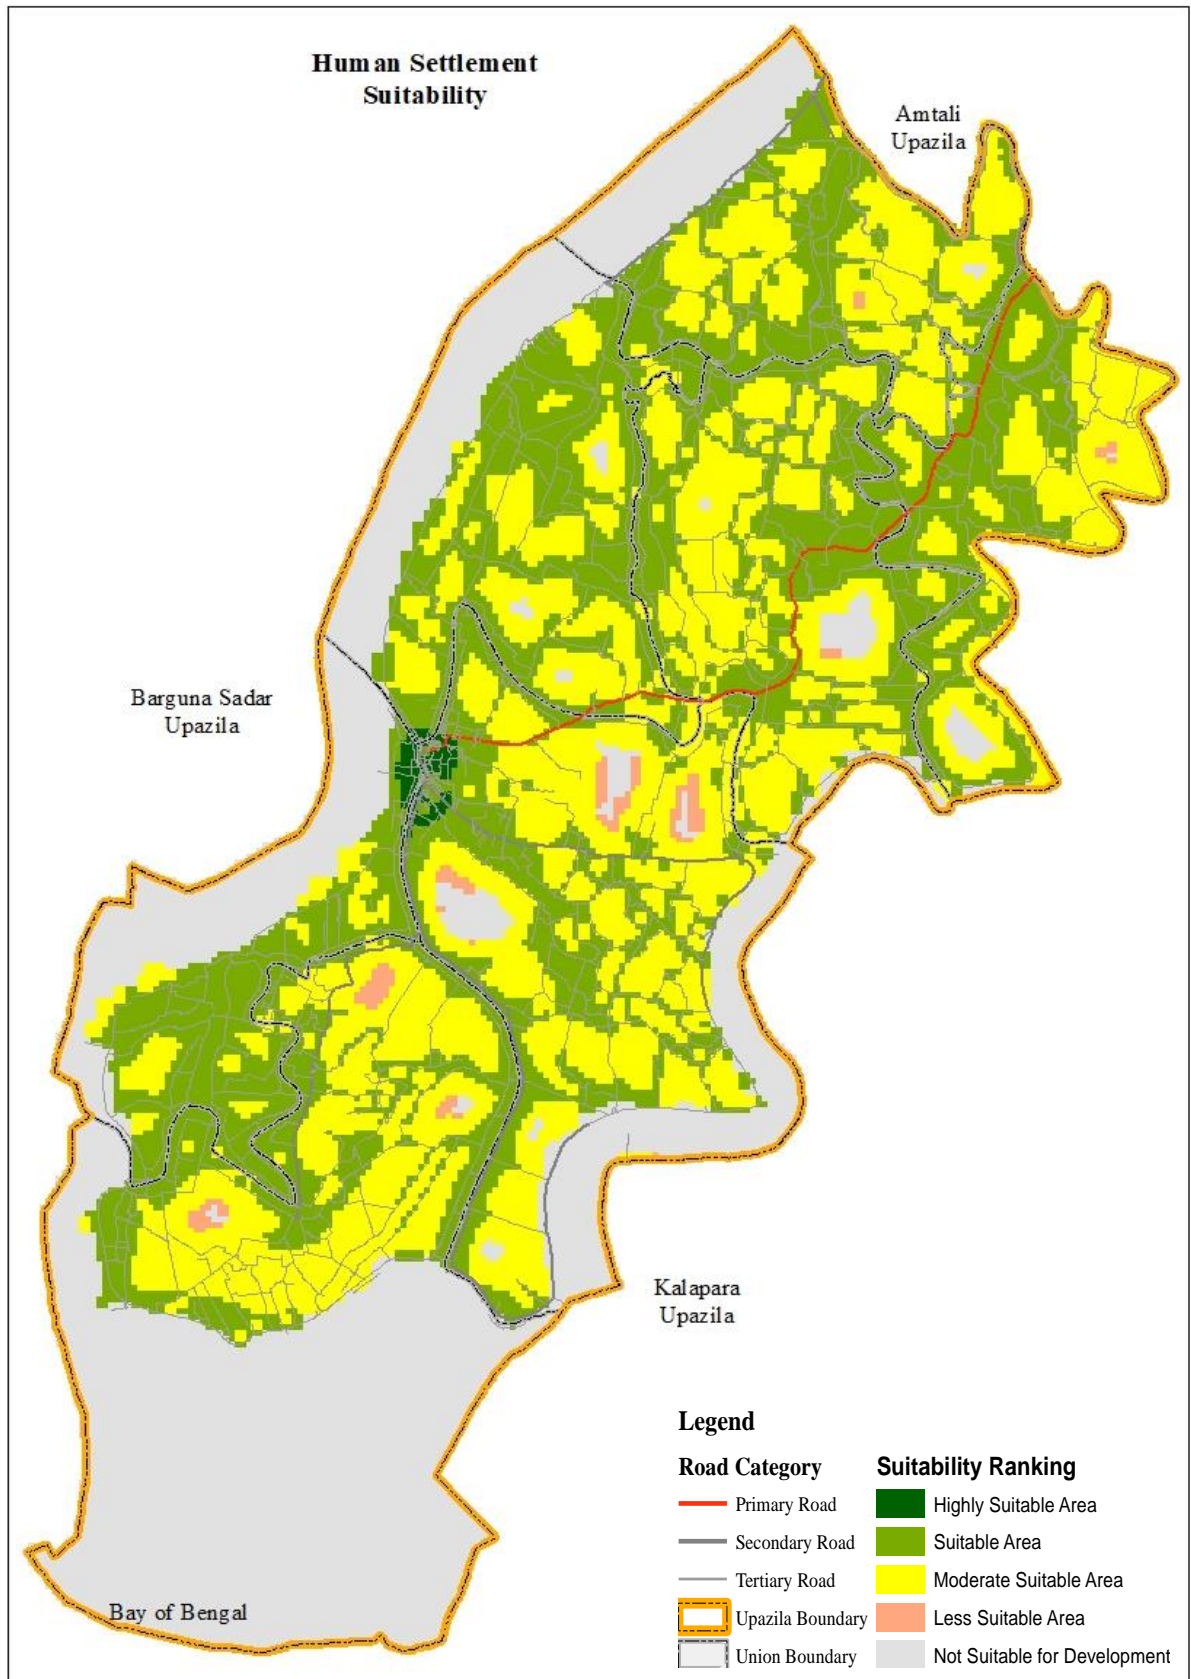 Human Settlement
Suitability
Amtali
Upazila
Barguna Sadar
Upazila
Kalapara
Upazila
Bay of Bengal
Legend
Road Category
Primary Road
Secondary Road
Tertiary Road
Upazila Boundary
Union Boundary
Suitability Ranking
Highly Suitable Area
Suitable Area
Moderate Suitable Area
Less Suitable Area
Not Suitable for Development